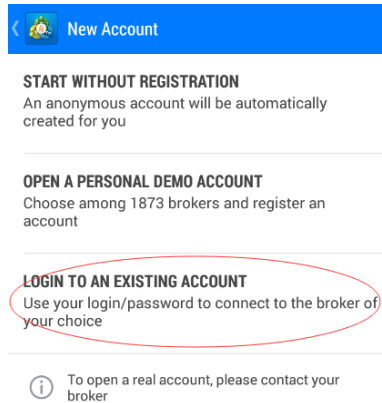 New Account
START WITHOUT REGISTRATION
An anonymous account will be automatically
created for you
OPEN A PERSONAL DEMO ACCOUNT
Choose among 1873 brokers and register an
account
LOGIN TO AN EXISTING ACCOUNT
Use your login/password to connect to the broker of
your choice
To open a real account, please contact your
broker